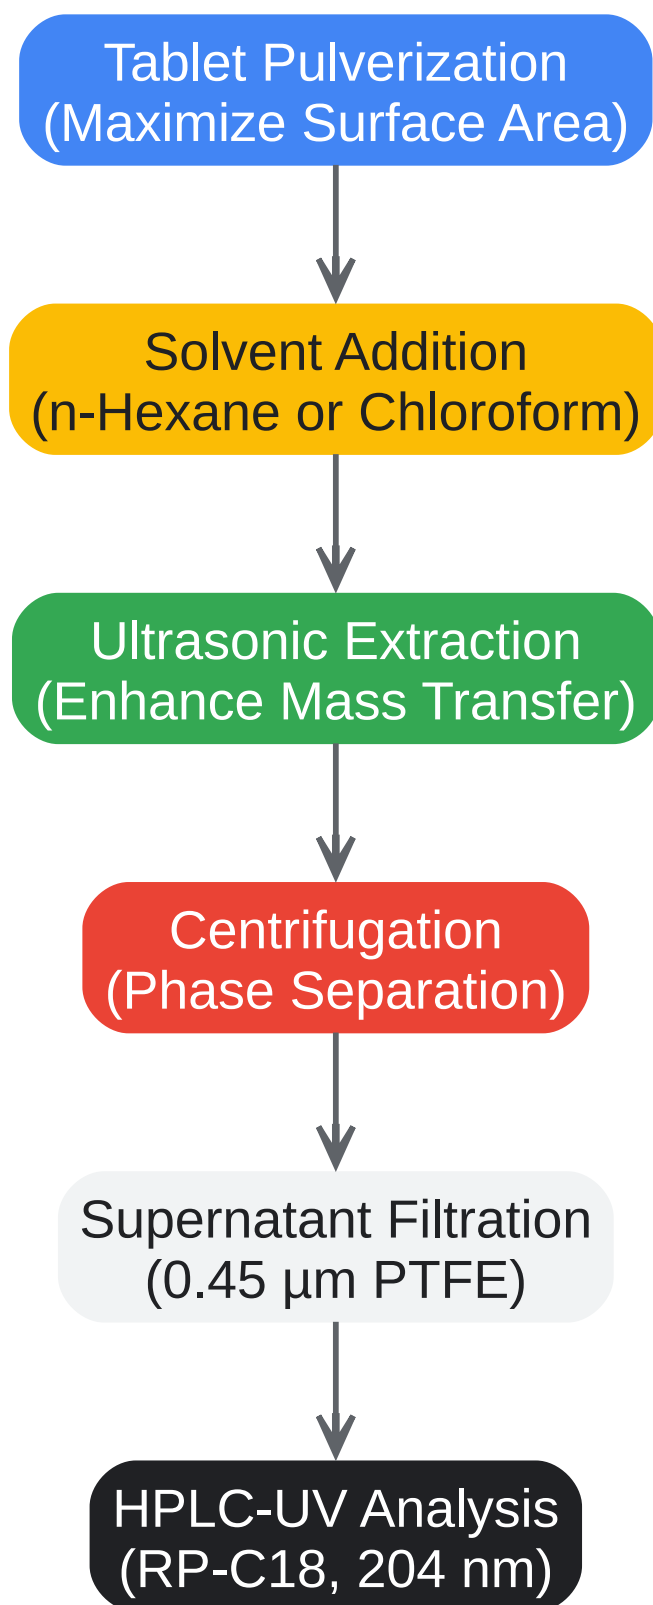 Tablet Pulverization
(Maximize Surface Area)
Solvent Addition
(n-Hexane or Chloroform)
Ultrasonic Extraction
(Enhance Mass Transfer)
Centrifugation
(Phase Separation)
Supernatant Filtration
(0.45 µm PTFE)
HPLC-UV Analysis
(RP-C18, 204 nm)